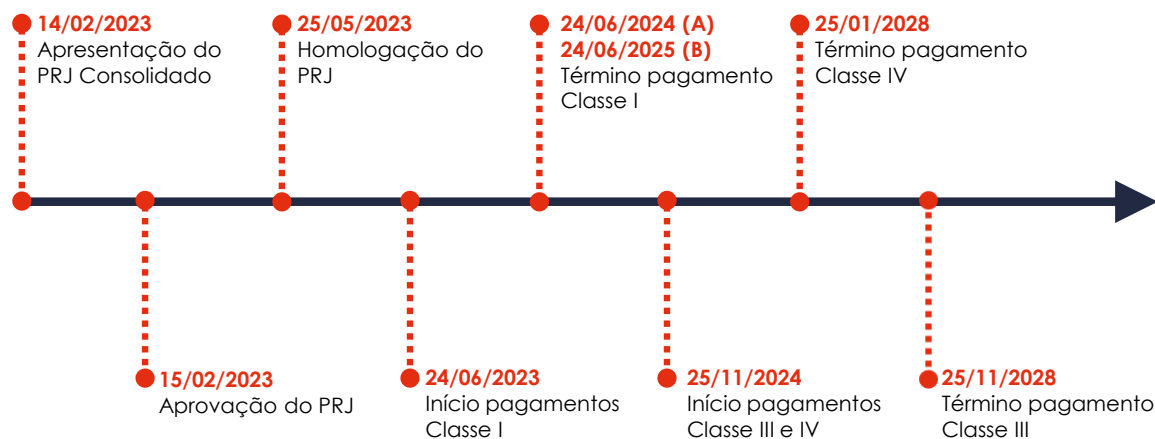 14/02/2023
Apresentação do
PRJ Consolidado
25/05/2023
Homologação do
PRJ
24/06/2024 (A)
24/06/2025 (B)
Término pagamento
Classe I
25/01/2028
Término pagamento
Classe IV
15/02/2023
Aprovação do PRJ
24/06/2023
Início pagamentos
Classe I
25/11/2024
Início pagamentos
Classe III e IV
25/11/2028
Término pagamento
Classe III